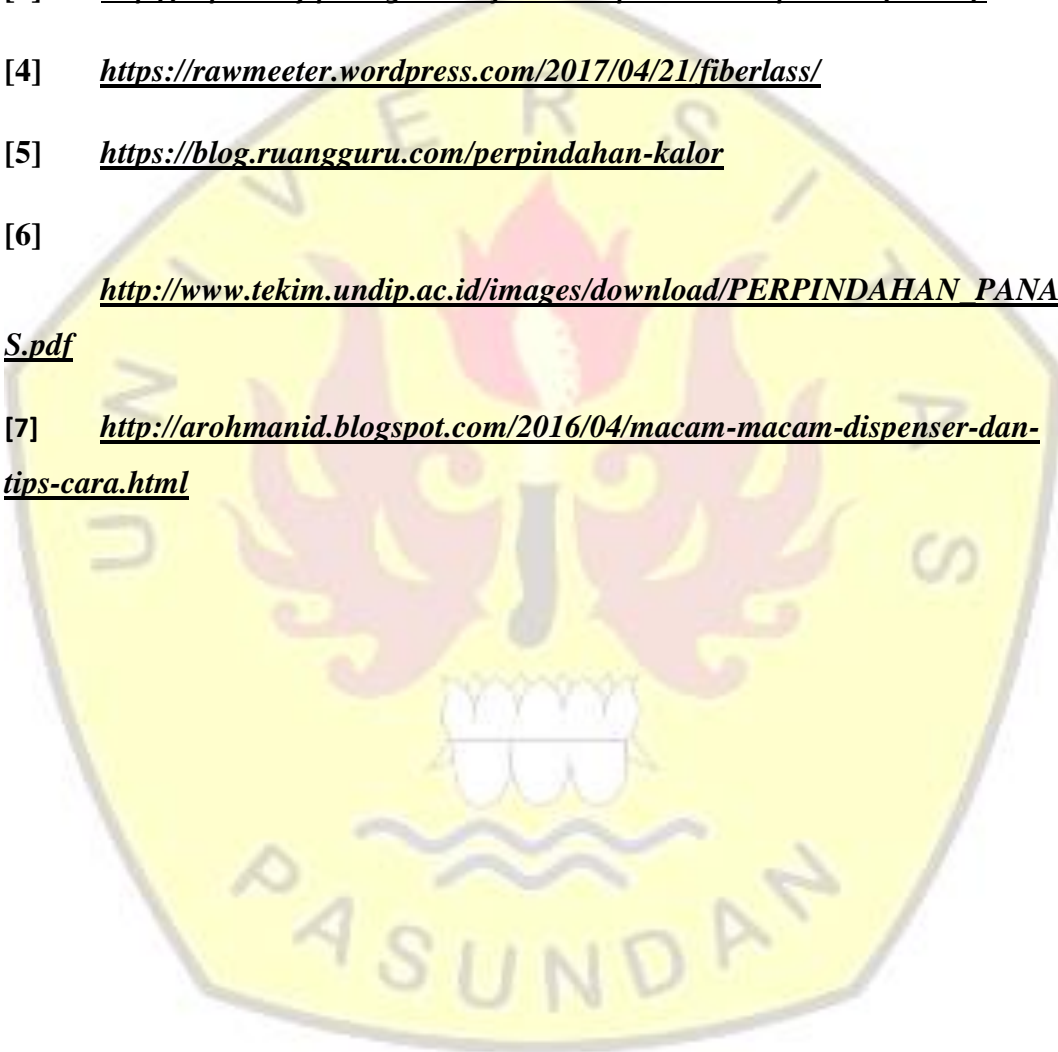 [4] https://rawmeeter.wordpress.com/2017/04/21/fiberlass/
[5] https://blog.ruangguru.com/perpindahan-kalor
[6]
http://www.tekim.undip.ac.id/images/download/PERPINDAHAN_PANA
S.pdf
[7] http://arohmanid.blogspot.com/2016/04/macam-macam-dispenser-dan-
tips-cara.html
UNIVERSITAS
PASUNDAN